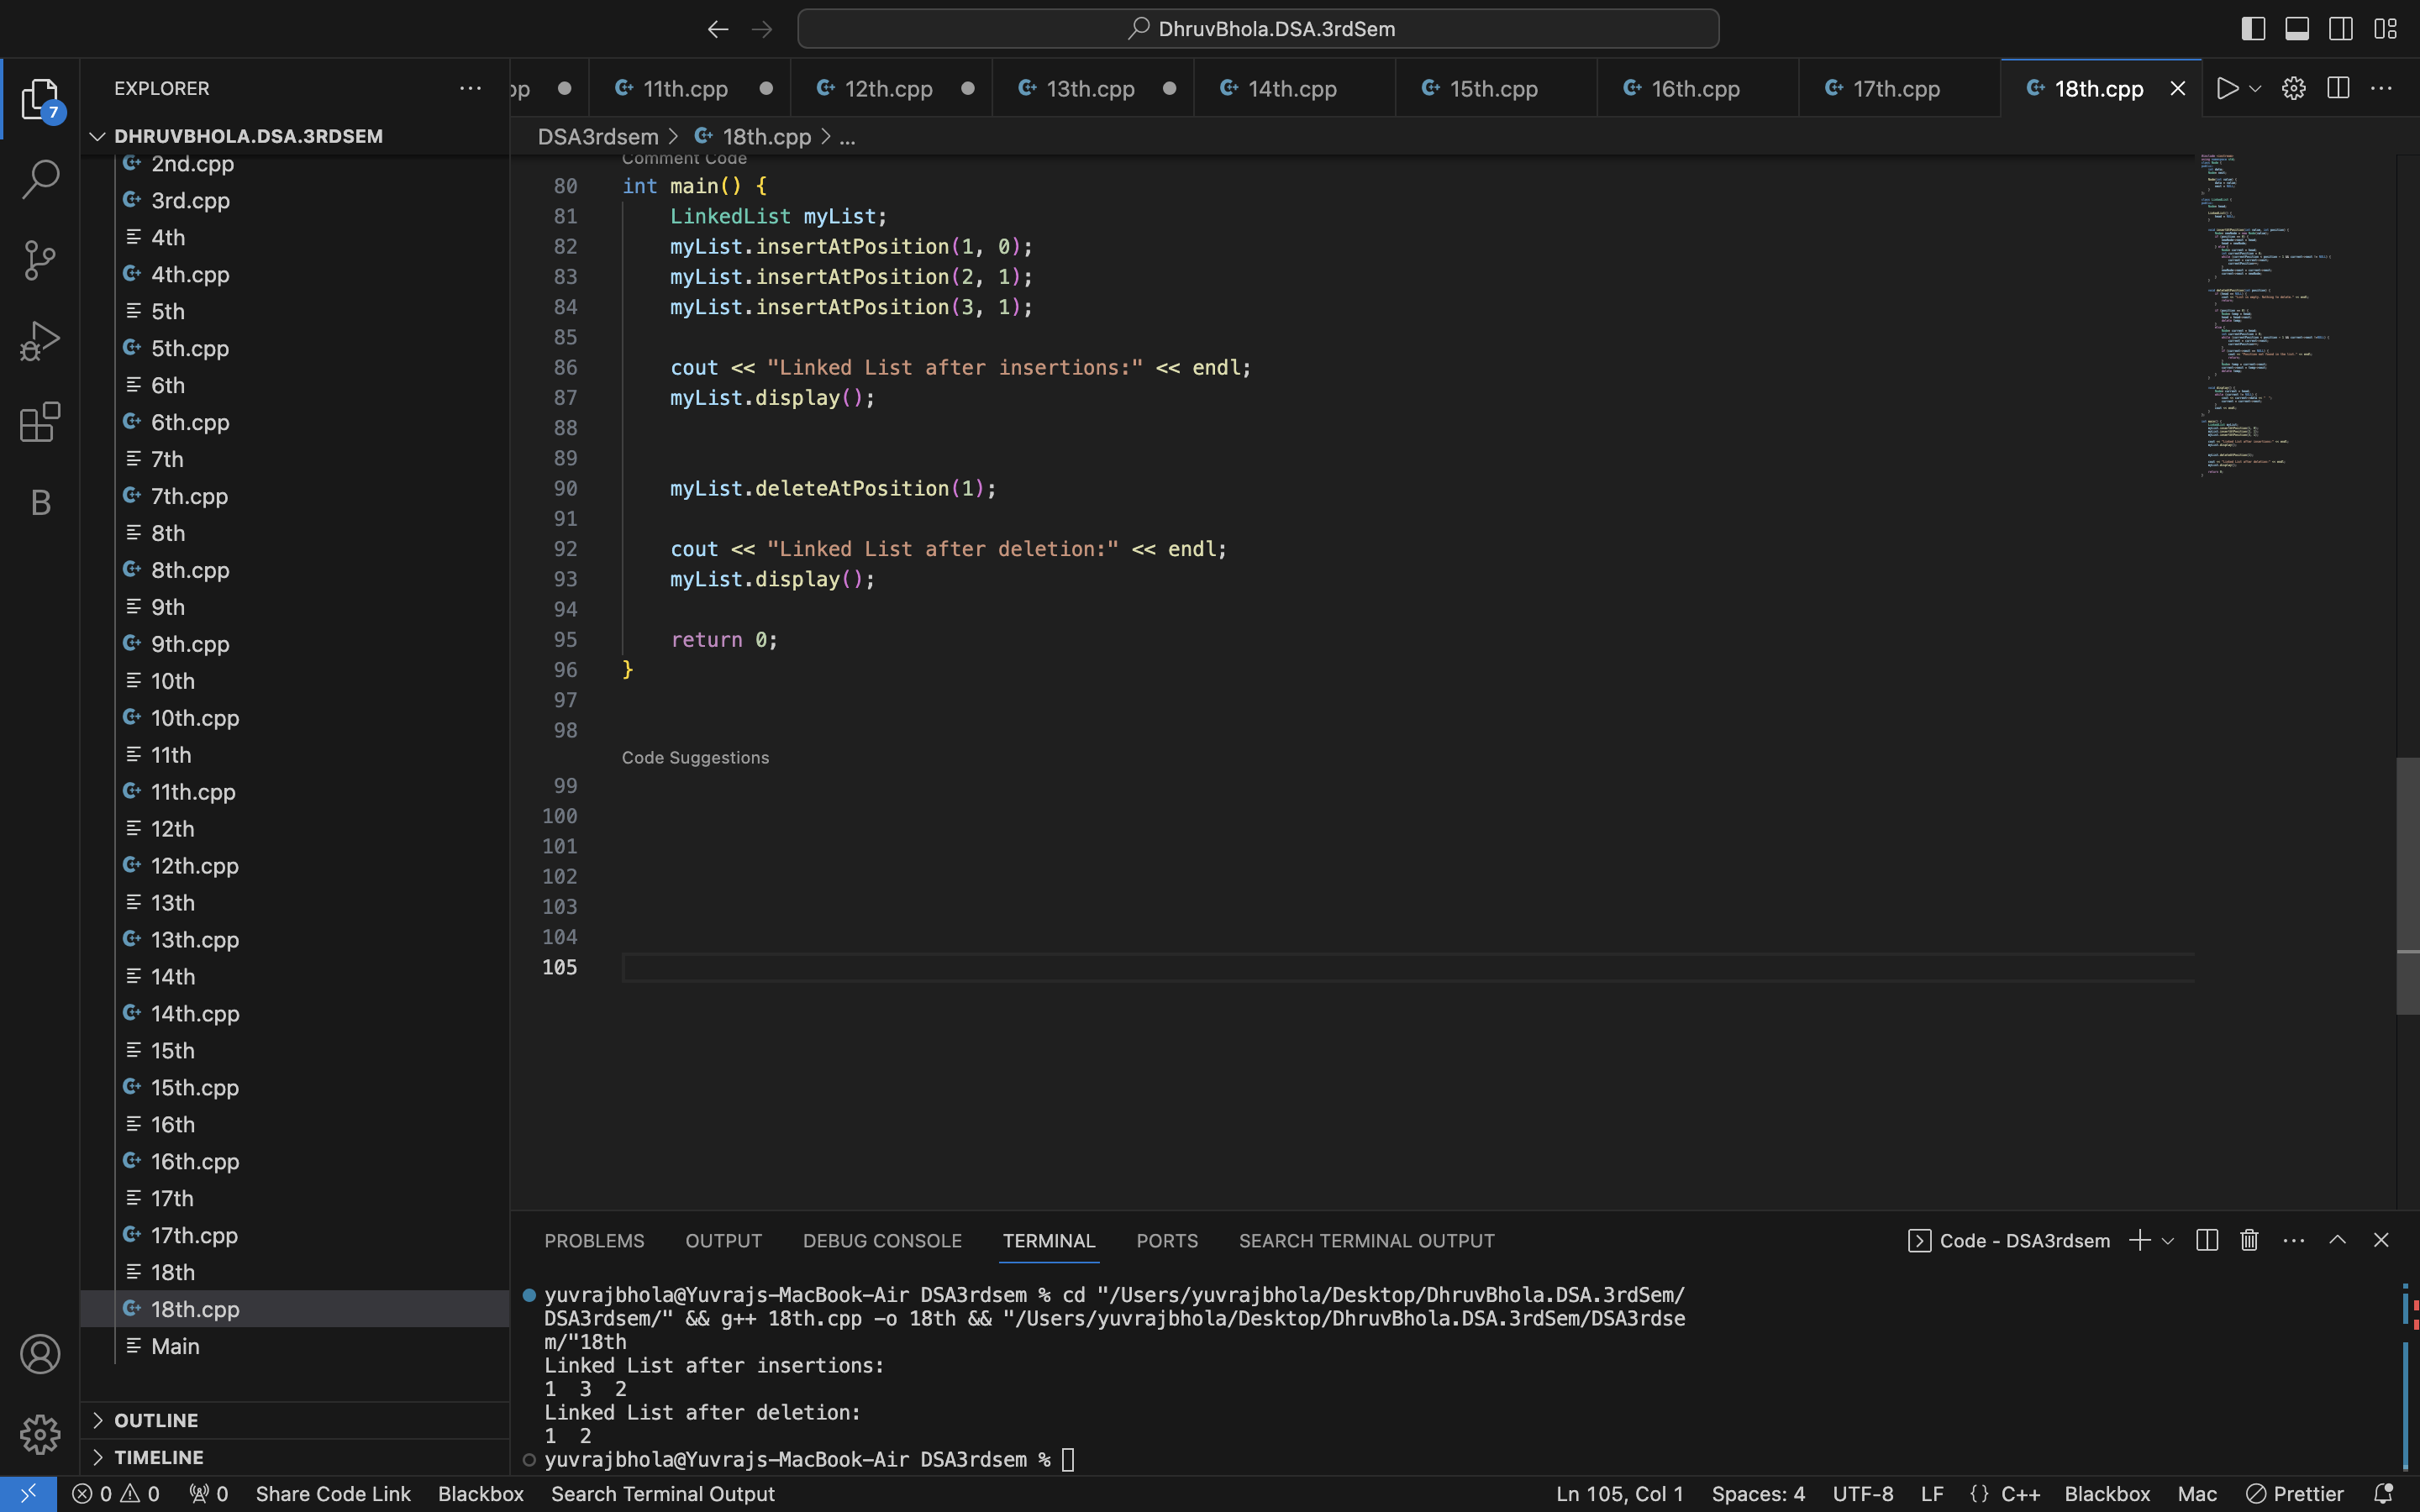 DhruvBhola.DSA.3rdSem
EXPLORER
7
DHRUVBHOLA.DSA.3RDSEM
2nd.cpp
3rd.cpp
4th
4th.cpp
5th
5th.cpp
6th
6th.cpp
7th
7th.cpp
8th
8th.cpp
9th
9th.cpp
10th
10th.cpp
11th
11th.cpp
12th
12th.cpp
13th
13th.cpp
14th
14th.cpp
15th
15th.cpp
16th
16th.cpp
17th
17th.cpp
18th
18th.cpp
Main
OUTLINE
TIMELINE
B
pp 11th.cpp 12th.cpp 13th.cpp 14th.cpp 15th.cpp 16th.cpp 17th.cpp 18th.cpp
DSA3rdsem > 18th.cpp > ...
Comment Code
80 int main() {
81 LinkedList myList;
82 myList.insertAtPosition(1, 0);
83 myList.insertAtPosition(2, 1);
84 myList.insertAtPosition(3, 1);
85
86 cout << "Linked List after insertions:" << endl;
87 myList.display();
88
89
90 myList.deleteAtPosition(1);
91
92 cout << "Linked List after deletion:" << endl;
93 myList.display();
94
95 return 0;
96 }
97
98
Code Suggestions
99
100
101
102
103
104
105
PROBLEMS OUTPUT DEBUG CONSOLE TERMINAL PORTS SEARCH TERMINAL OUTPUT Code - DSA3rdsem
yuvrajbhola@Yuvrajs-MacBook-Air DSA3rdsem % cd "/Users/yuvrajbhola/Desktop/DhruvBhola.DSA.3rdSem/
DSA3rdsem/" && g++ 18th.cpp -o 18th && "/Users/yuvrajbhola/Desktop/DhruvBhola.DSA.3rdSem/DSA3rdse
m/"18th
Linked List after insertions:
1 3 2
Linked List after deletion:
1 2
yuvrajbhola@Yuvrajs-MacBook-Air DSA3rdsem %
0 0 0 Share Code Link Blackbox Search Terminal Output Ln 105, Col 1 Spaces: 4 UTF-8 LF {} C++ Blackbox Mac Prettier